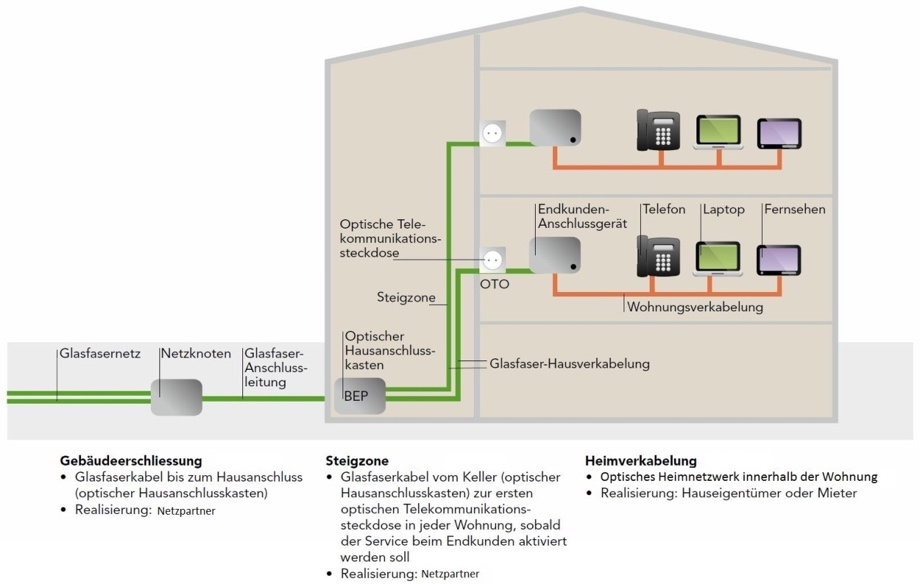 Optische Tele-
kommunikations-
steckdose
Endkunden-
Anschlussgerät
Telefon
Laptop
Fernsehen
OTO
Steigzone
Wohnungsverkabelung
Optischer
Hausanschluss-
kasten
Glasfasernetz
Netzknoten
Glasfaser-
Anschluss-
leitung
Glasfaser-Hausverkabelung
BEP
Gebäudeerschliessung
• Glasfaserkabel bis zum Hausanschluss
(optischer Hausanschlusskasten)
• Realisierung: Netzpartner
Steigzone
• Glasfaserkabel vom Keller (optischer
Hausanschlusskasten) zur ersten
optischen Telekommunikations-
steckdose in jeder Wohnung, sobald
der Service beim Endkunden aktiviert
werden soll
• Realisierung: Netzpartner
Heimverkabelung
• Optisches Heimnetzwerk innerhalb der Wohnung
• Realisierung: Hauseigentümer oder Mieter